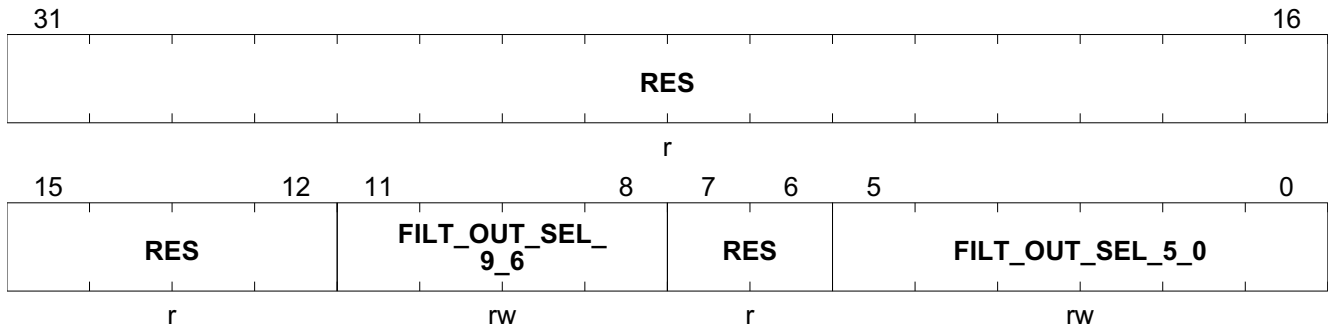 31 16
RES
r
15 12 11 8 7 6 5 0
RES FILT_OUT_SEL_ 9_6 RES FILT_OUT_SEL_5_0
r rw r rw